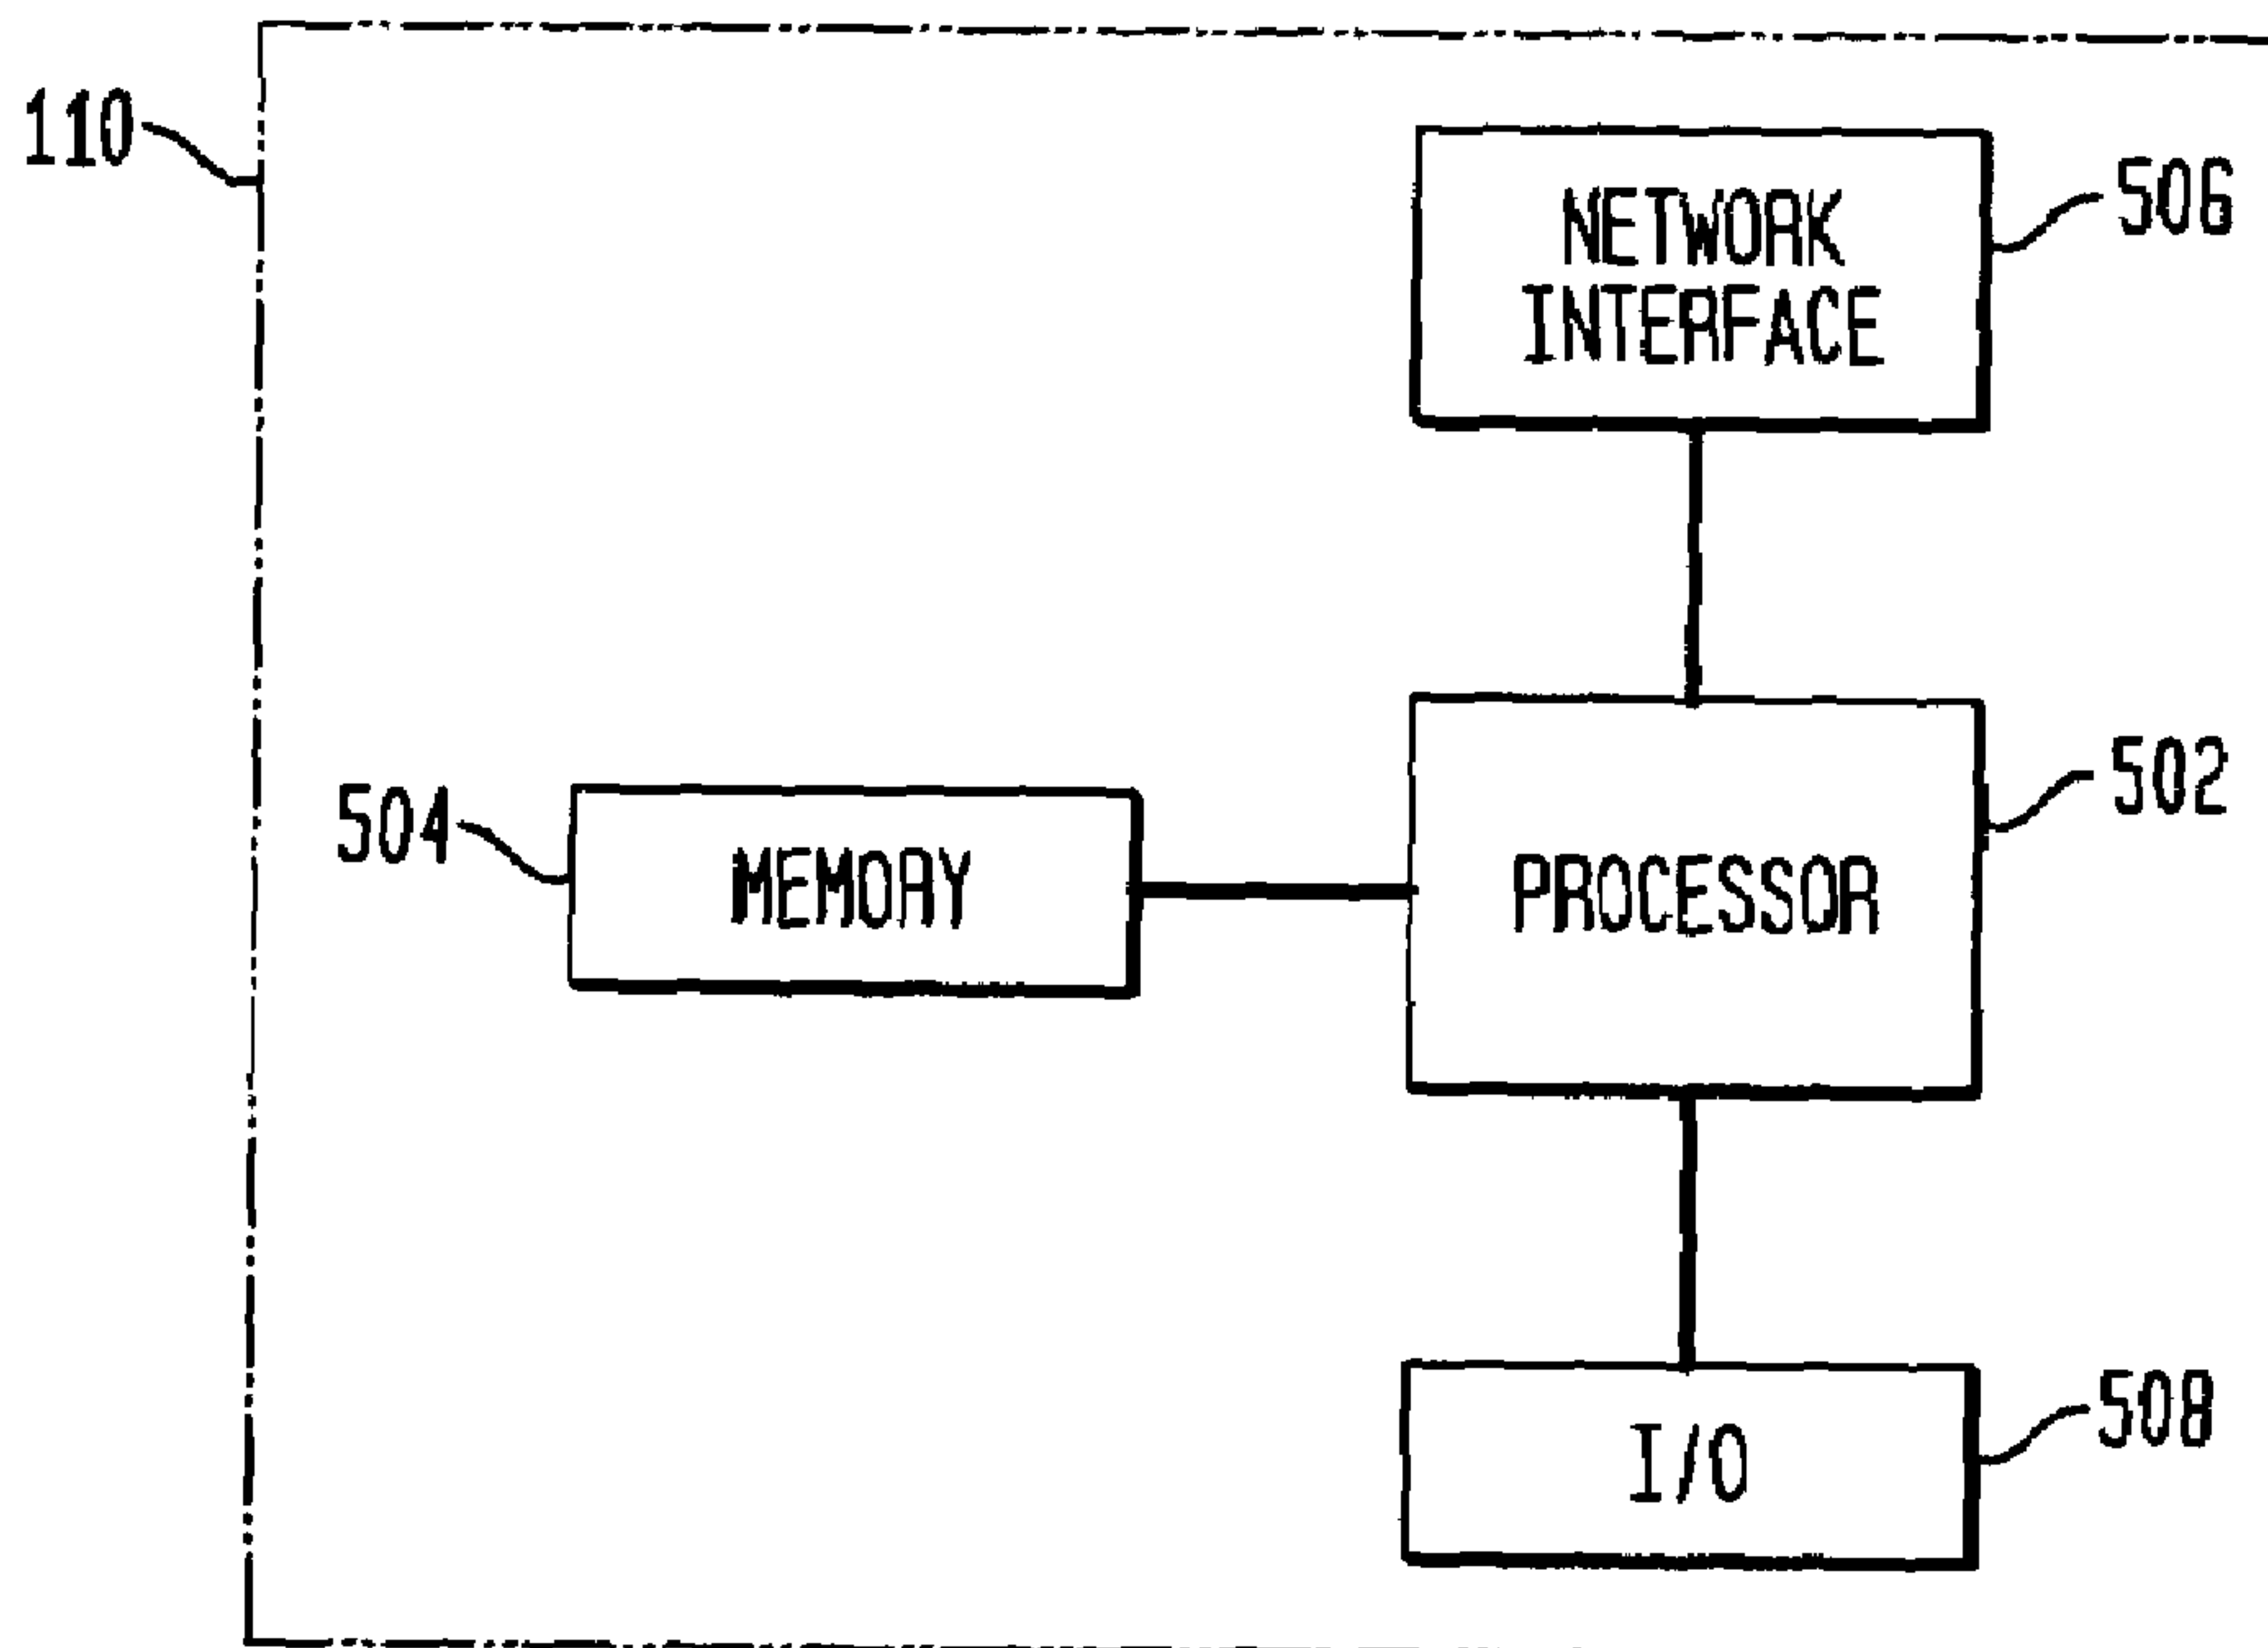 110
NETWORK
INTERFACE
506
504
MEMORY
PROCESSOR
502
I/O
508